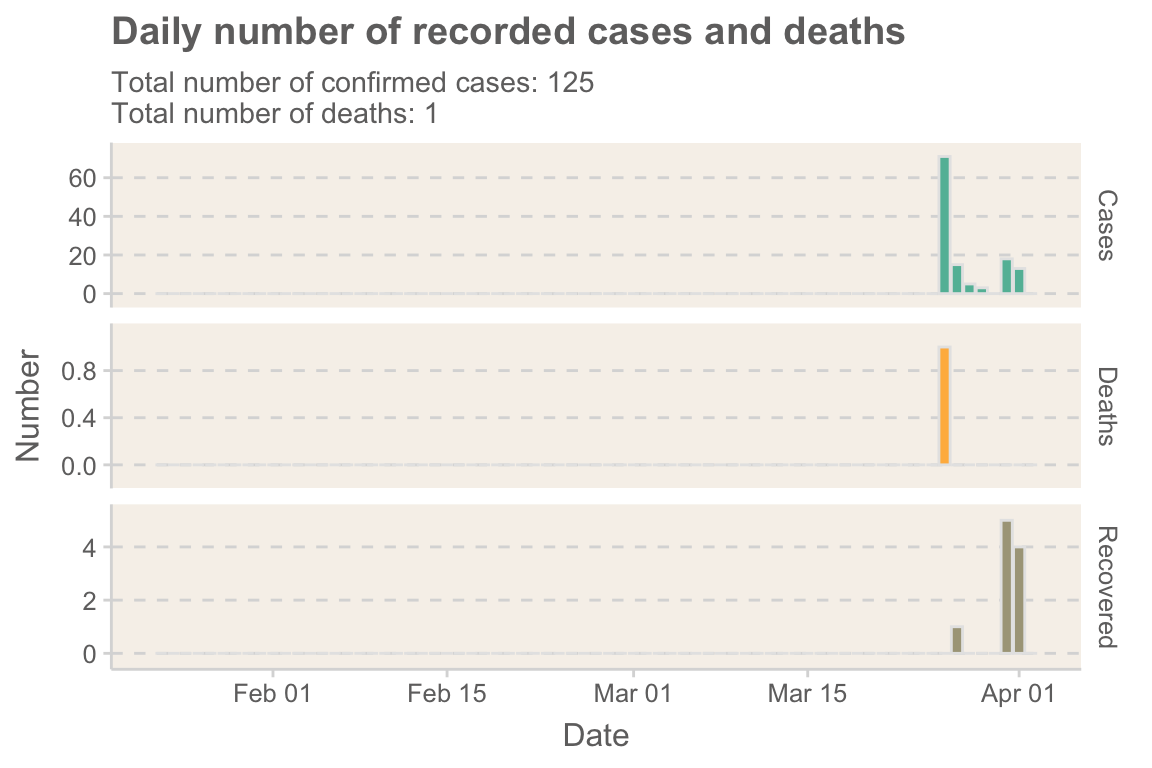 Daily number of recorded cases and deaths
Total number of confirmed cases: 125
Total number of deaths: 1
60
40
20
0
Cases
0.8
0.4
0.0
Deaths
Number
4
2
0
Recovered
Feb 01
Feb 15
Mar 01
Mar 15
Apr 01
Date